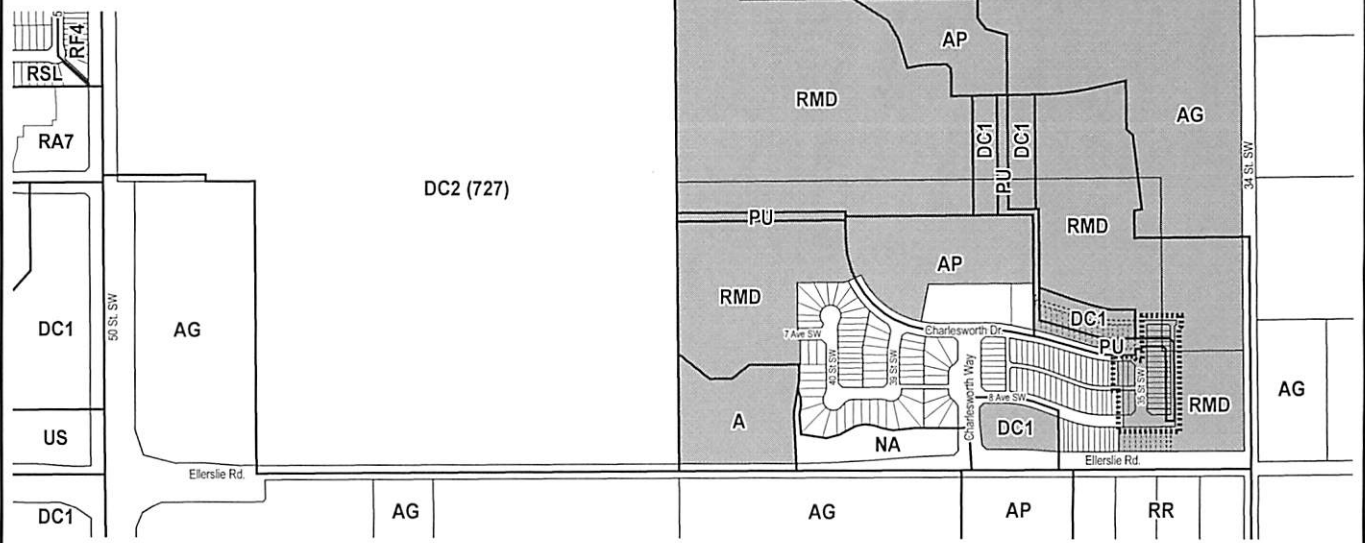 5
RF4
RSL
RA7
DC1
US
DC1
50 St. SW
AG
Ellerslie Rd.
DC2 (727)
AP
RMD
DC1
DC1
PU
AG
34 St. SW
PU
RMD
AP
RMD
DC1
Charlesworth Dr.
PU
7 Ave SW
40 St SW
39 St SW
35 St SW
8 Ave SW
Charlesworth Way
RMD
AG
A
NA
DC1
Ellerslie Rd.
AG
AG
AP
RR